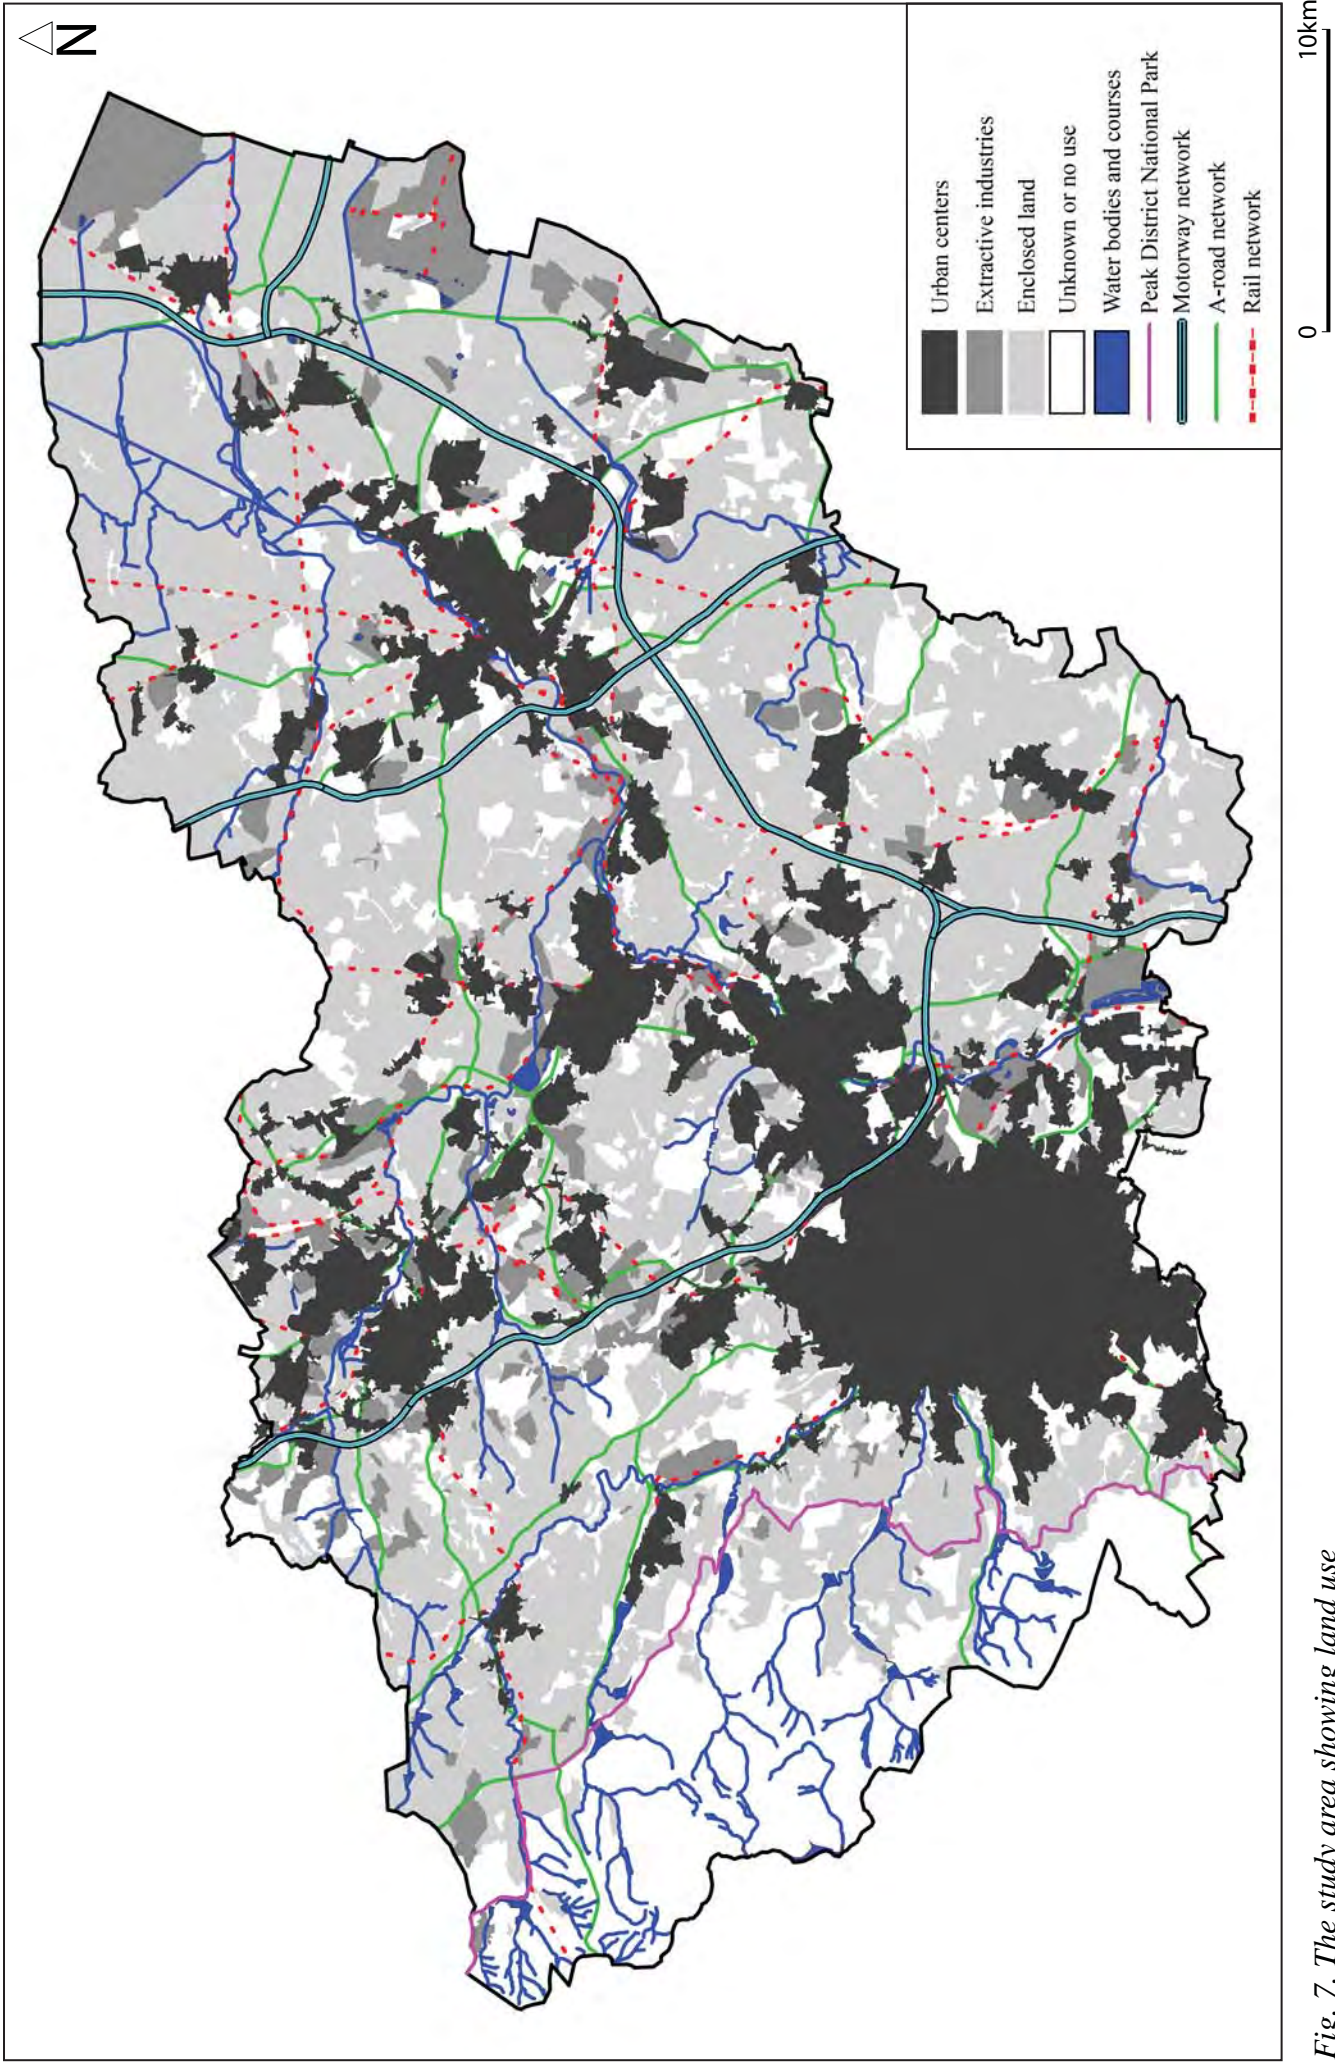 N
Urban centers
Extractive industries
Enclosed land
Unknown or no use
Water bodies and courses
Peak District National Park
Motorway network
A-road network
Rail network
0
10km
Fig. 7. The study area showing land use